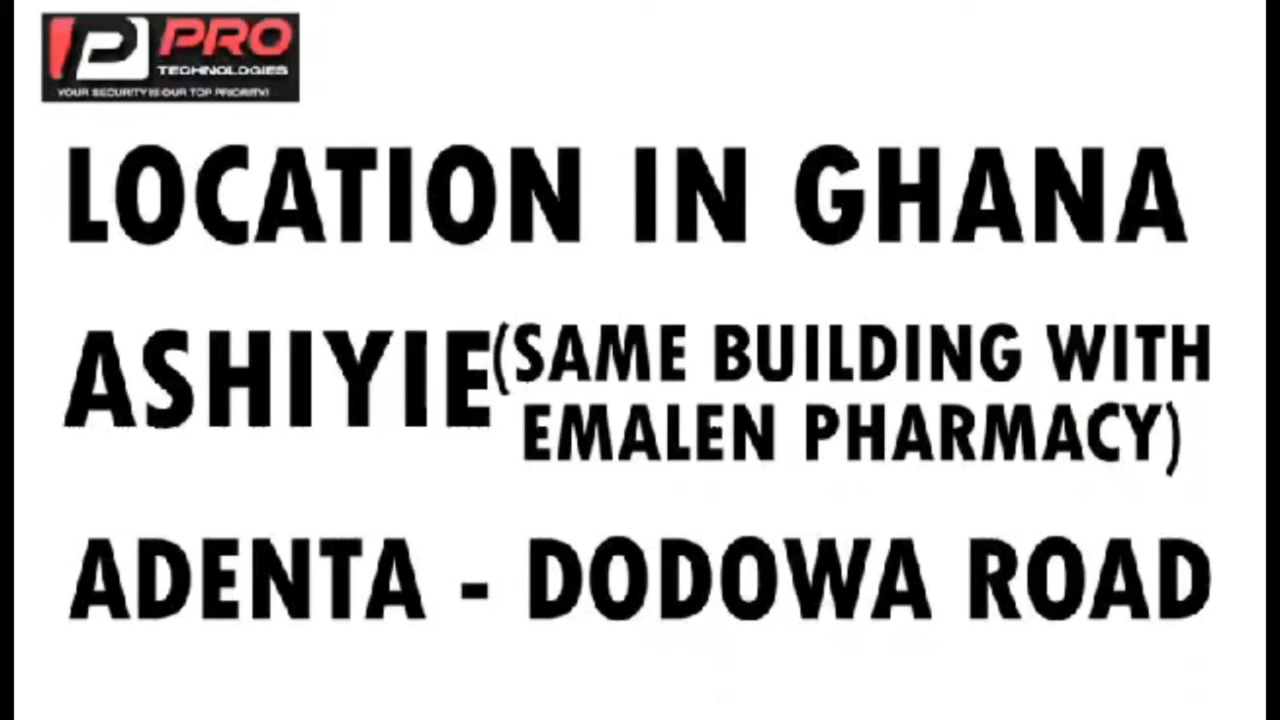 PRO
TECHNOLOGIES
YOUR SECURITY IS OUR TOP PRIORITY!
LOCATION IN GHANA
ASHIYIE (SAME BUILDING WITH
EMALEN PHARMACY)
ADENTA - DODOWA ROAD